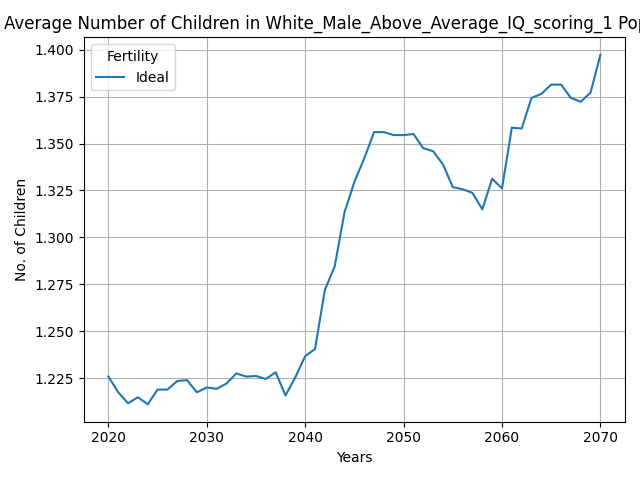 Average Number of Children in White_Male_Above_Average_IQ_scoring_1 Po
Fertility
Ideal
1.400
1.375
1.350
1.325
1.300
1.275
1.250
1.225
No. of Children
2020 2030 2040 2050 2060 2070
Years